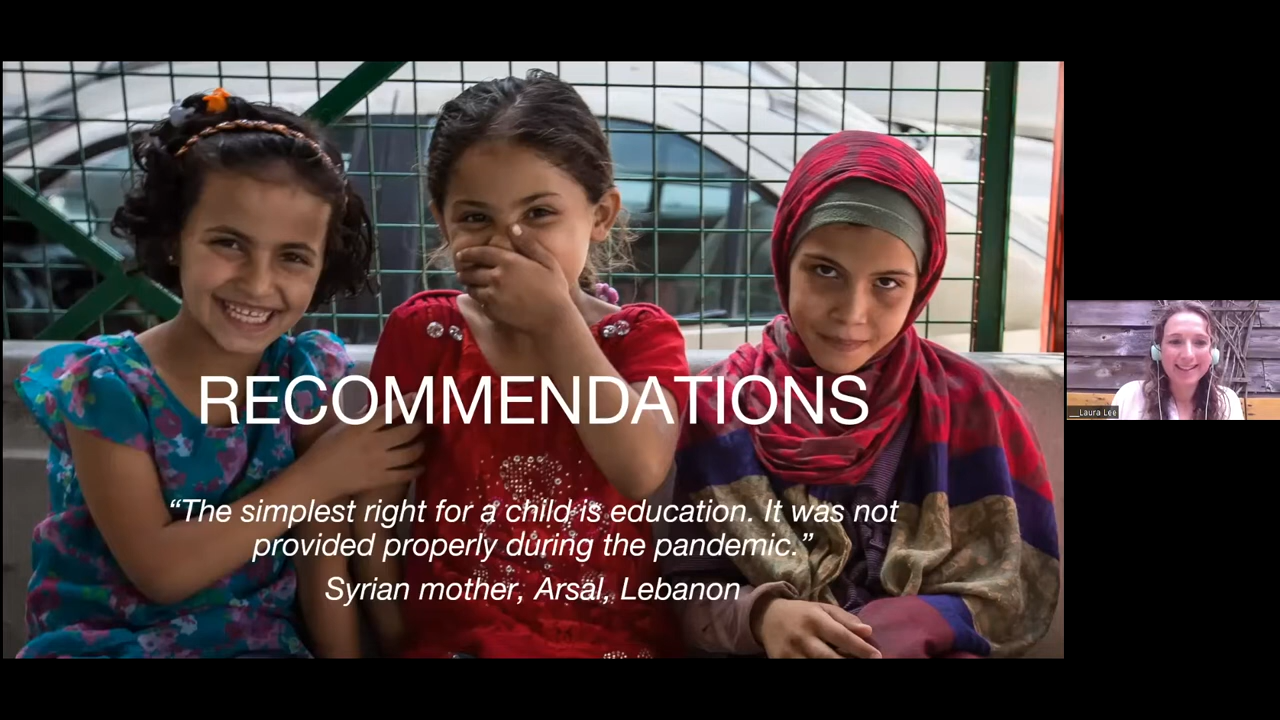 RECOMMENDATIONS
“The simplest right for a child is education. It was not
provided properly during the pandemic.”
Syrian mother, Arsal, Lebanon
__Laura Lee